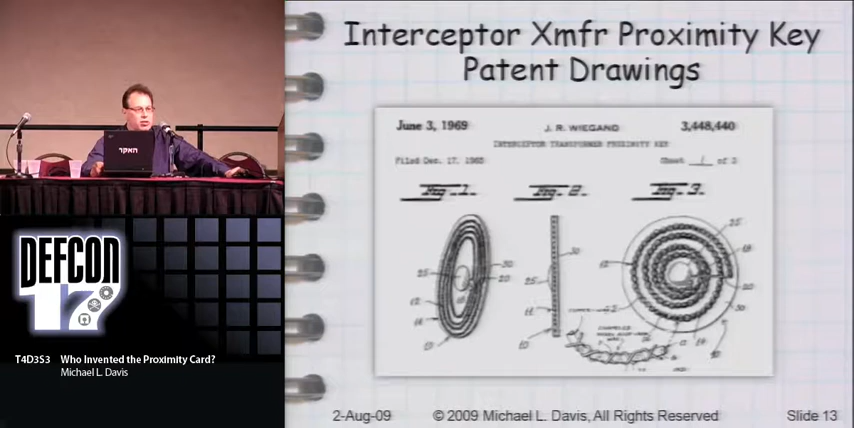 Interceptor Xmfr Proximity Key
Patent Drawings
June 3, 1969
J. R. WIEGAND
3,448,440
INTERCEPTOR TRANSFORMER PROXIMITY KEY
Filed Dec. 17, 1965
Sheet 1 of 3
Fig. 1.
Fig. 2.
Fig. 3.
האקר
DEFCON
17
T4D3S3 Who Invented the Proximity Card?
Michael L. Davis
2-Aug-09 © 2009 Michael L. Davis, All Rights Reserved Slide 13